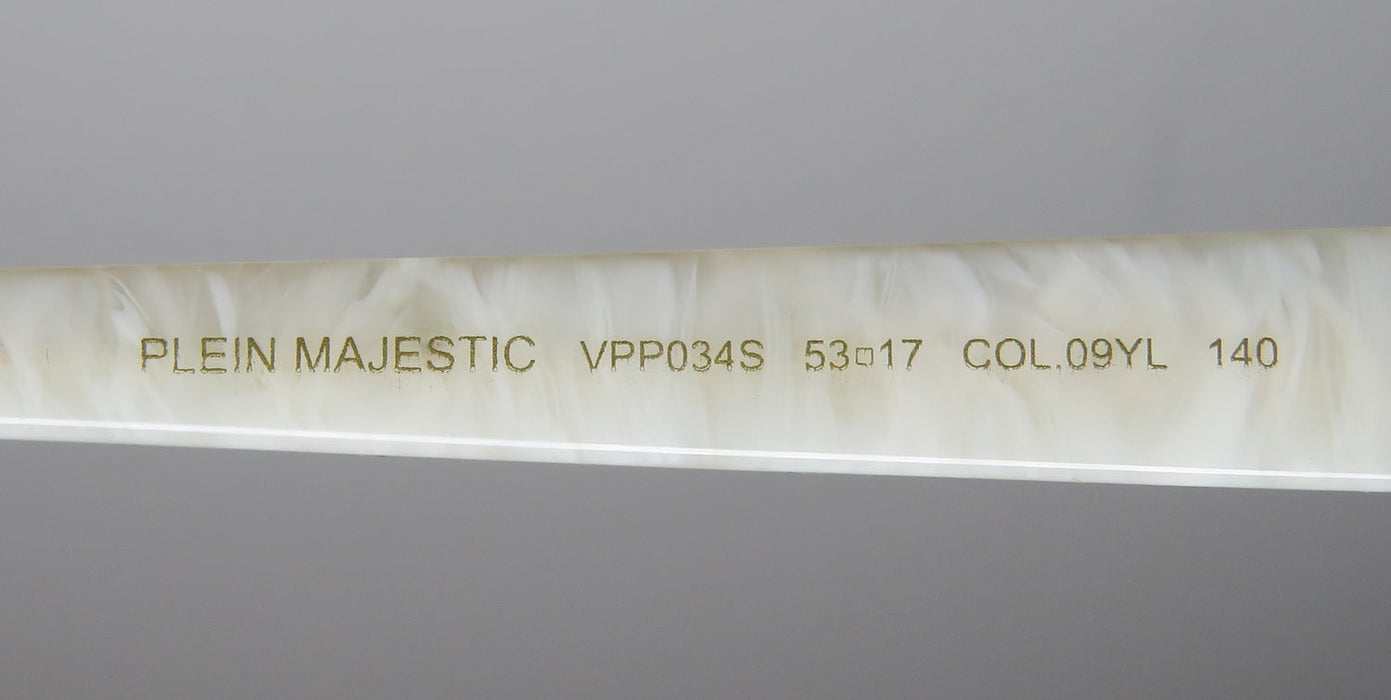 PLEIN MAJESTIC VPP034S 53□17 COL.09YL 140